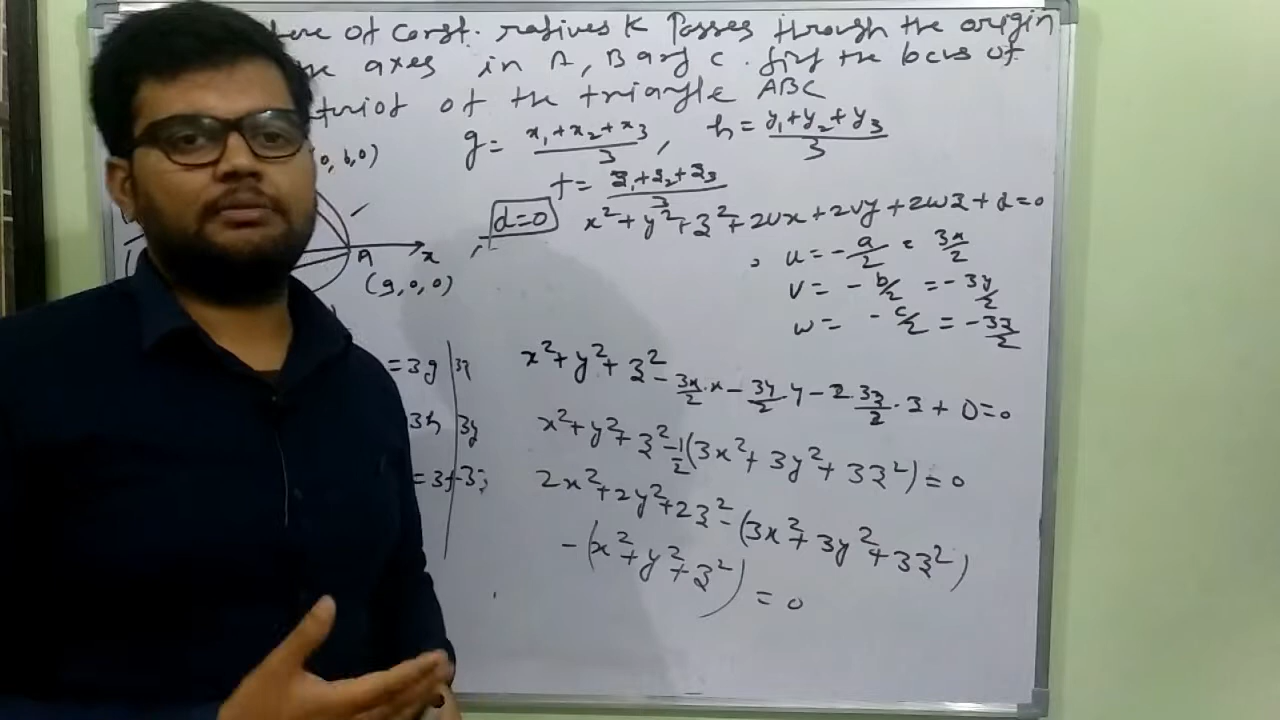 of const. radiues K Passes through the origin
axes in A, B any C. find the locus of
of the triangle ABC
g = x₁+x₂+x₃/3 , h = y₁+y₂+y₃/3
f = z₁+z₂+z₃/3
0, b, 0)
d=0 x²+y²+z²+2ux+2vy+2wz+d=0
A x
(a, 0, 0)
u = -a/2 = 3x/2
v = -b/2 = -3y/2
w = -c/2 = -3z/2
=3g 3x
3h 3y
=3f 3z
x²+y²+z²-3x/2·x-3y/2·y-2·3z/2·z+0=0
x²+y²+z²-1/2(3x²+3y²+3z²)=0
2x²+2y²+2z²-(3x²+3y²+3z²)
-(x²+y²+z²)=0